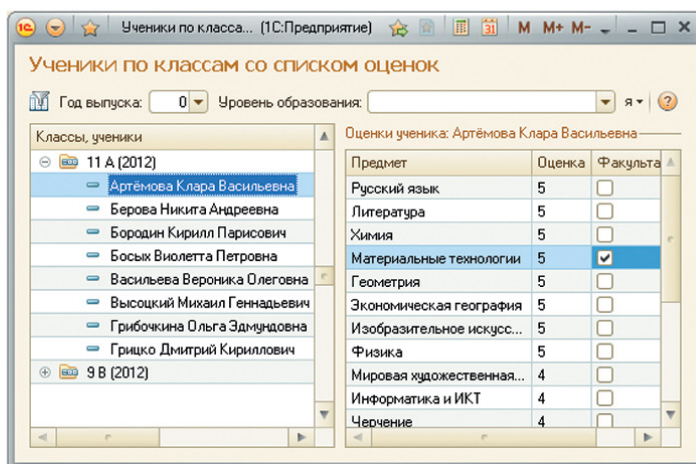 Ученики по класса... (1С:Предприятие) 31 M M+ M-
Ученики по классам со списком оценок
Год выпуска: 0 Уровень образования: я ?
Классы, ученики
11 А (2012)
Артёмова Клара Васильевна
Берова Никита Андреевна
Бородин Кирилл Парисович
Босых Виолетта Петровна
Васильева Вероника Олеговна
Высоцкий Михаил Геннадьевич
Грибочкина Ольга Эдмундовна
Грицко Дмитрий Кириллович
9 В (2012)
Оценки ученика: Артёмова Клара Васильевна
Предмет Оценка Факульта
Русский язык 5
Литература 5
Химия 5
Материальные технологии 5
Геометрия 5
Экономическая география 5
Изобразительное искусс... 5
Физика 5
Мировая художественная... 4
Информатика и ИКТ 4
Черчение 4